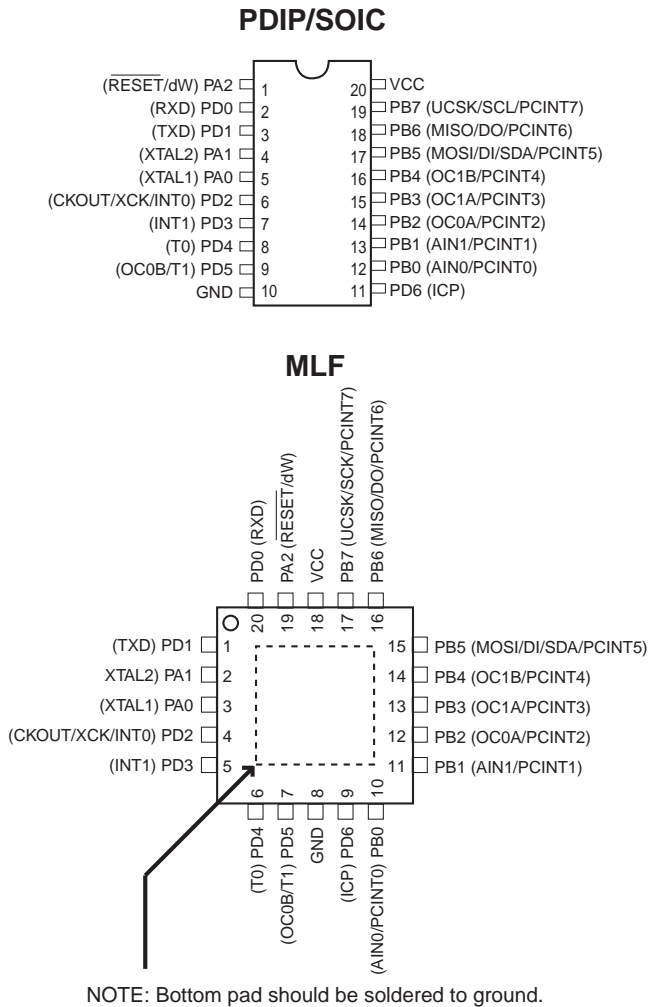 PDIP/SOIC
(RESET/dW) PA2 1 20 VCC
(RXD) PD0 2 19 PB7 (UCSK/SCL/PCINT7)
(TXD) PD1 3 18 PB6 (MISO/DO/PCINT6)
(XTAL2) PA1 4 17 PB5 (MOSI/DI/SDA/PCINT5)
(XTAL1) PA0 5 16 PB4 (OC1B/PCINT4)
(CKOUT/XCK/INT0) PD2 6 15 PB3 (OC1A/PCINT3)
(INT1) PD3 7 14 PB2 (OC0A/PCINT2)
(T0) PD4 8 13 PB1 (AIN1/PCINT1)
(OC0B/T1) PD5 9 12 PB0 (AIN0/PCINT0)
GND 10 11 PD6 (ICP)
MLF
PD0 (RXD)
PA2 (RESET/dW)
VCC
PB7 (UCSK/SCK/PCINT7)
PB6 (MISO/DO/PCINT6)
20 19 18 17 16
(TXD) PD1 1 15 PB5 (MOSI/DI/SDA/PCINT5)
XTAL2) PA1 2 14 PB4 (OC1B/PCINT4)
(XTAL1) PA0 3 13 PB3 (OC1A/PCINT3)
(CKOUT/XCK/INT0) PD2 4 12 PB2 (OC0A/PCINT2)
(INT1) PD3 5 11 PB1 (AIN1/PCINT1)
6 7 8 9 10
(T0) PD4
(OC0B/T1) PD5
GND
(ICP) PD6
(AIN0/PCINT0) PB0
NOTE: Bottom pad should be soldered to ground.